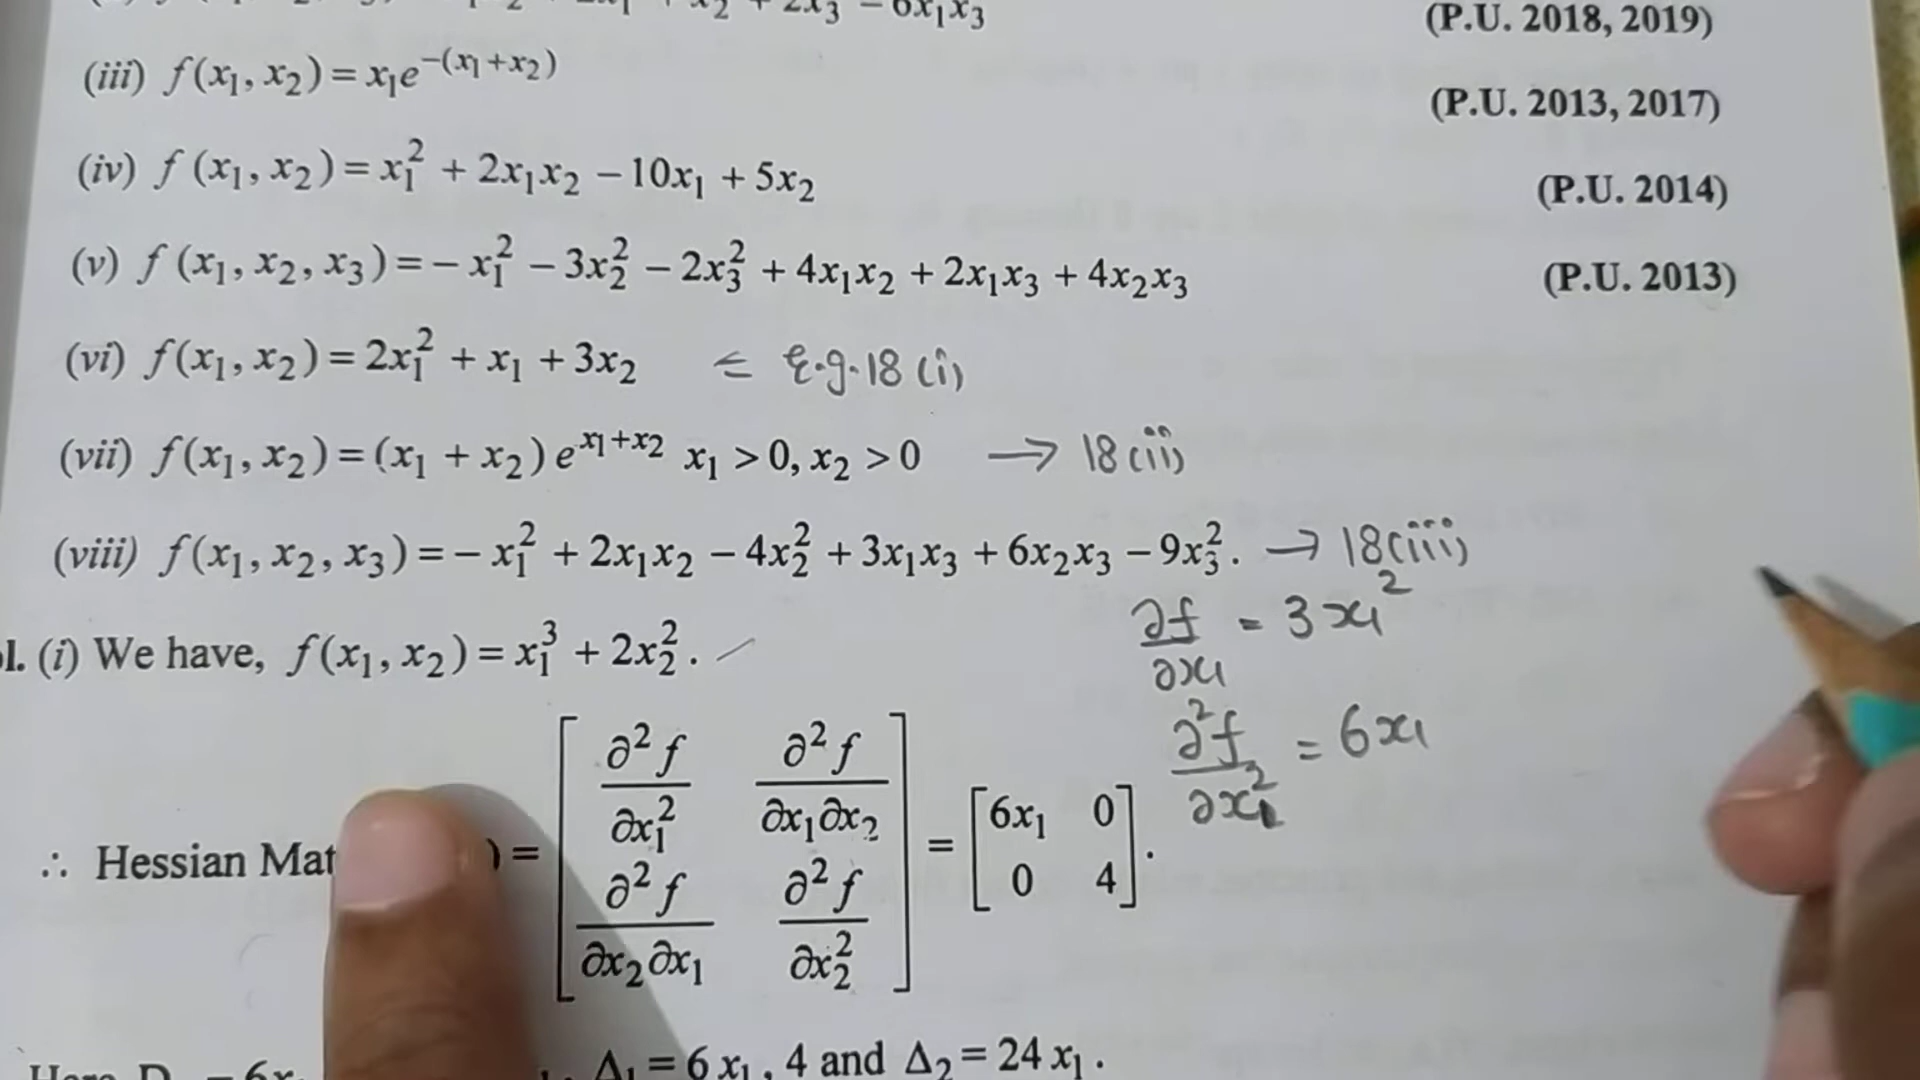 x₂ + 2x₃ − 6x₁x₃ (P.U. 2018, 2019)
(iii) f(x₁, x₂) = x₁e^−(x₁+x₂) (P.U. 2013, 2017)
(iv) f (x₁, x₂) = x₁² + 2x₁x₂ − 10x₁ + 5x₂ (P.U. 2014)
(v) f (x₁, x₂, x₃) = − x₁² − 3x₂² − 2x₃² + 4x₁x₂ + 2x₁x₃ + 4x₂x₃ (P.U. 2013)
(vi) f(x₁, x₂) = 2x₁² + x₁ + 3x₂ = E.g. 18 (i)
(vii) f(x₁, x₂) = (x₁ + x₂) e^x₁+x₂ x₁ > 0, x₂ > 0 → 18 (ii)
(viii) f(x₁, x₂, x₃) = − x₁² + 2x₁x₂ − 4x₂² + 3x₁x₃ + 6x₂x₃ − 9x₃². → 18(iii)
∂f/∂x₁ = 3x₁²
l. (i) We have, f(x₁, x₂) = x₁³ + 2x₂².
∂²f/∂x₁² = 6x₁
∴ Hessian Mat ) = [∂²f/∂x₁² ∂²f/∂x₁∂x₂ ; ∂²f/∂x₂∂x₁ ∂²f/∂x₂²] = [6x₁ 0 ; 0 4].
Here D = 6x Δ₁ = 6 x₁, 4 and Δ₂ = 24 x₁.